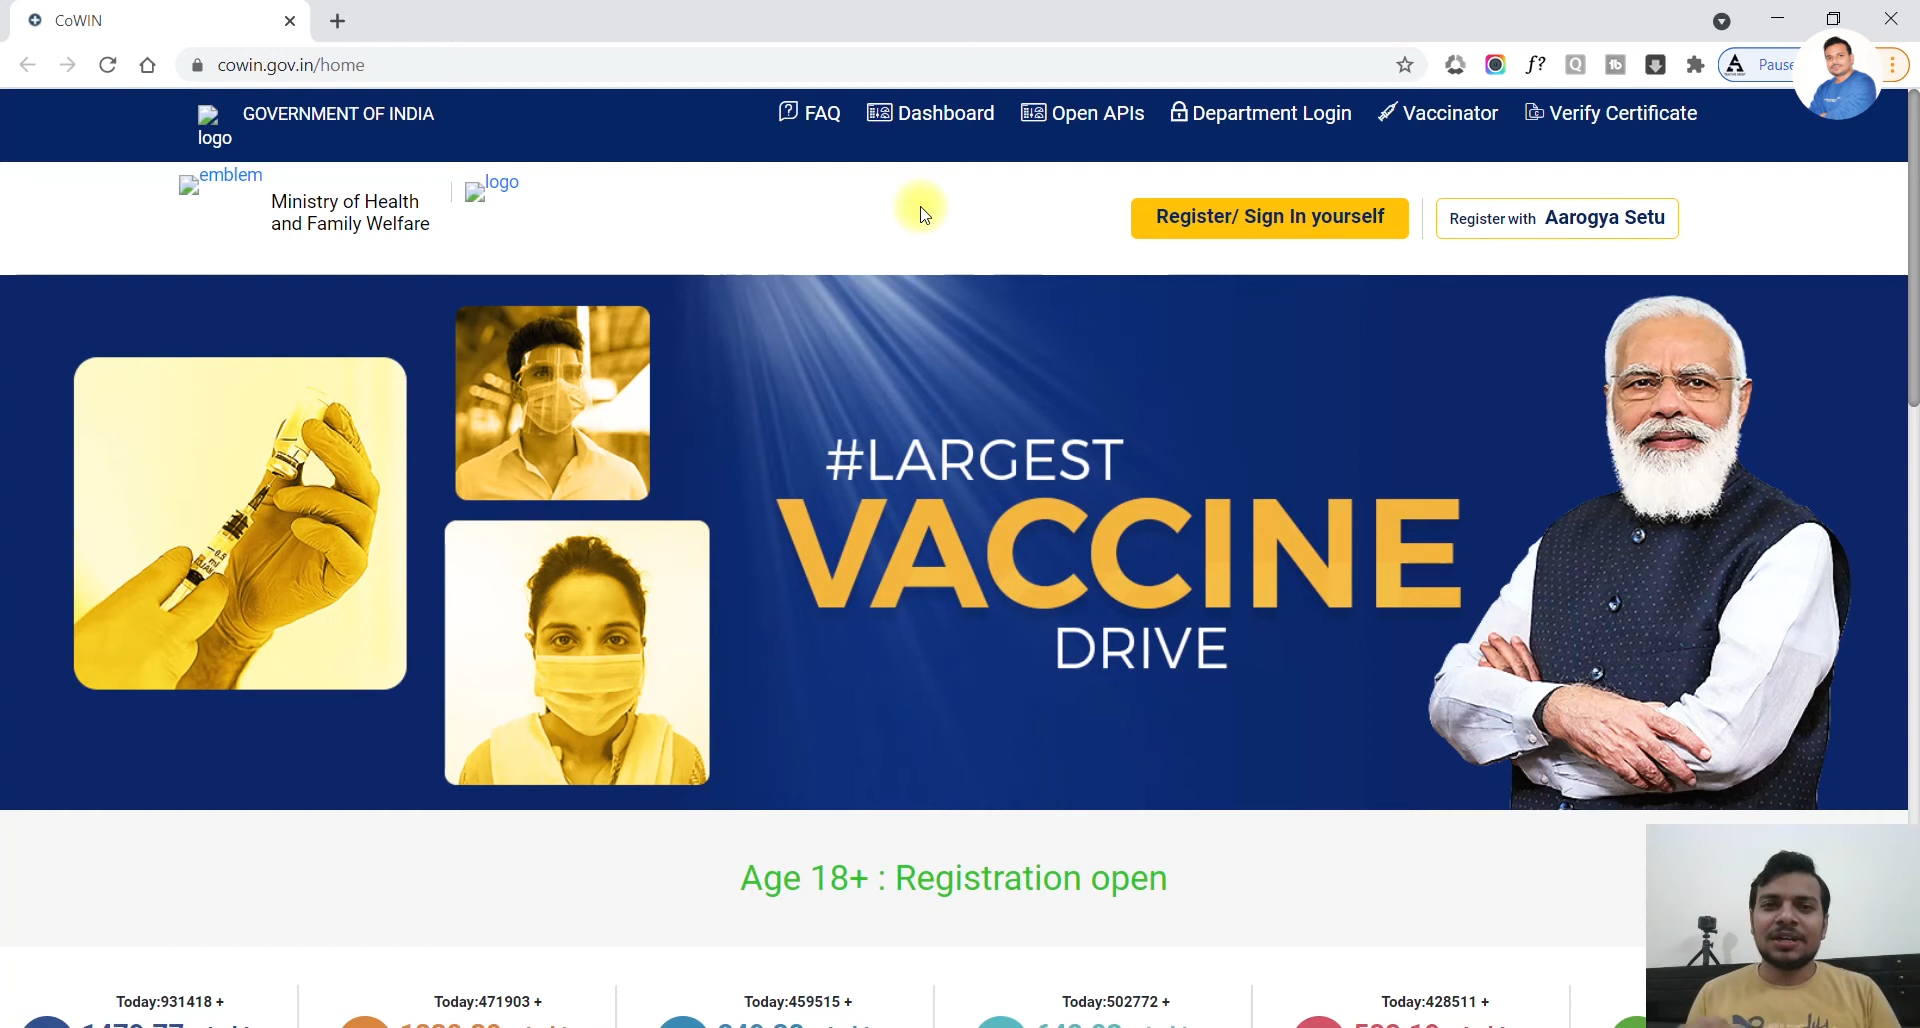 CoWIN
cowin.gov.in/home
Pause
GOVERNMENT OF INDIA
logo
FAQ
Dashboard
Open APIs
Department Login
Vaccinator
Verify Certificate
emblem
Ministry of Health
and Family Welfare
logo
Register/ Sign In yourself
Register with Aarogya Setu
#LARGEST
VACCINE
DRIVE
Age 18+ : Registration open
Today:931418 +
Today:471903 +
Today:459515 +
Today:502772 +
Today:428511 +